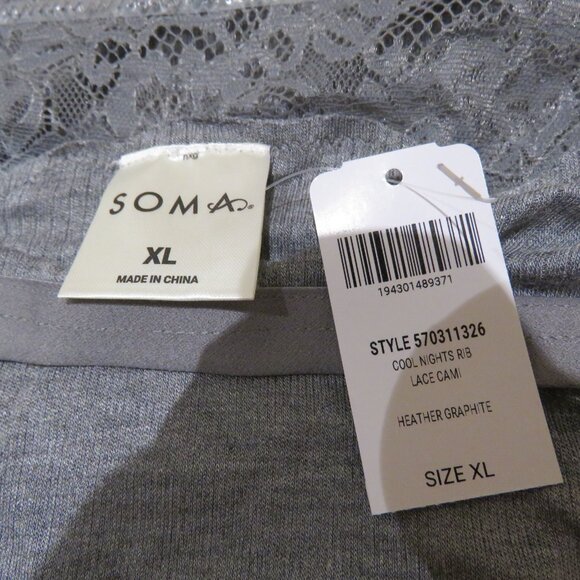 SOMA®
XL
MADE IN CHINA
194301489371
STYLE 570311326
COOL NIGHTS RIB
LACE CAMI
HEATHER GRAPHITE
SIZE XL